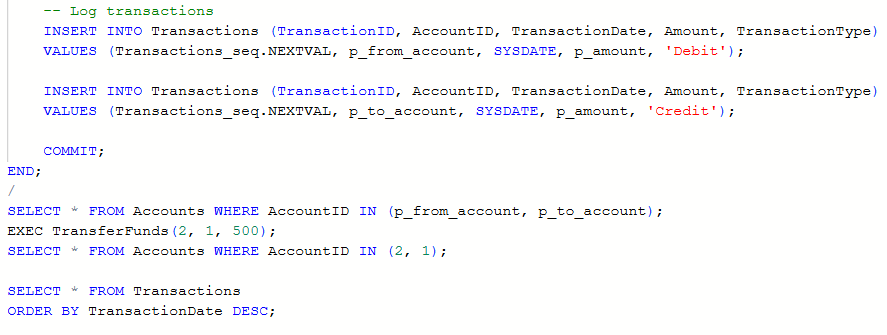 -- Log transactions
INSERT INTO Transactions (TransactionID, AccountID, TransactionDate, Amount, TransactionType)
VALUES (Transactions_seq.NEXTVAL, p_from_account, SYSDATE, p_amount, 'Debit');
INSERT INTO Transactions (TransactionID, AccountID, TransactionDate, Amount, TransactionType)
VALUES (Transactions_seq.NEXTVAL, p_to_account, SYSDATE, p_amount, 'Credit');
COMMIT;
END;
/
SELECT * FROM Accounts WHERE AccountID IN (p_from_account, p_to_account);
EXEC TransferFunds(2, 1, 500);
SELECT * FROM Accounts WHERE AccountID IN (2, 1);
SELECT * FROM Transactions
ORDER BY TransactionDate DESC;